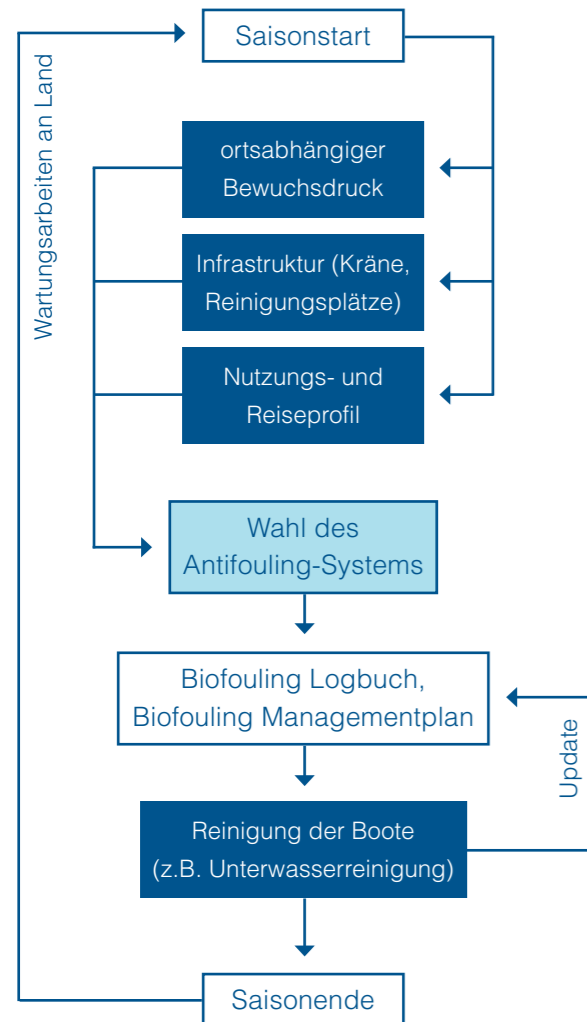 Saisonstart
Wartungsarbeiten an Land
ortsabhängiger
Bewuchsdruck
Infrastruktur (Kräne,
Reinigungsplätze)
Nutzungs- und
Reiseprofil
Wahl des
Antifouling-Systems
Biofouling Logbuch,
Biofouling Managementplan
Update
Reinigung der Boote
(z.B. Unterwasserreinigung)
Saisonende